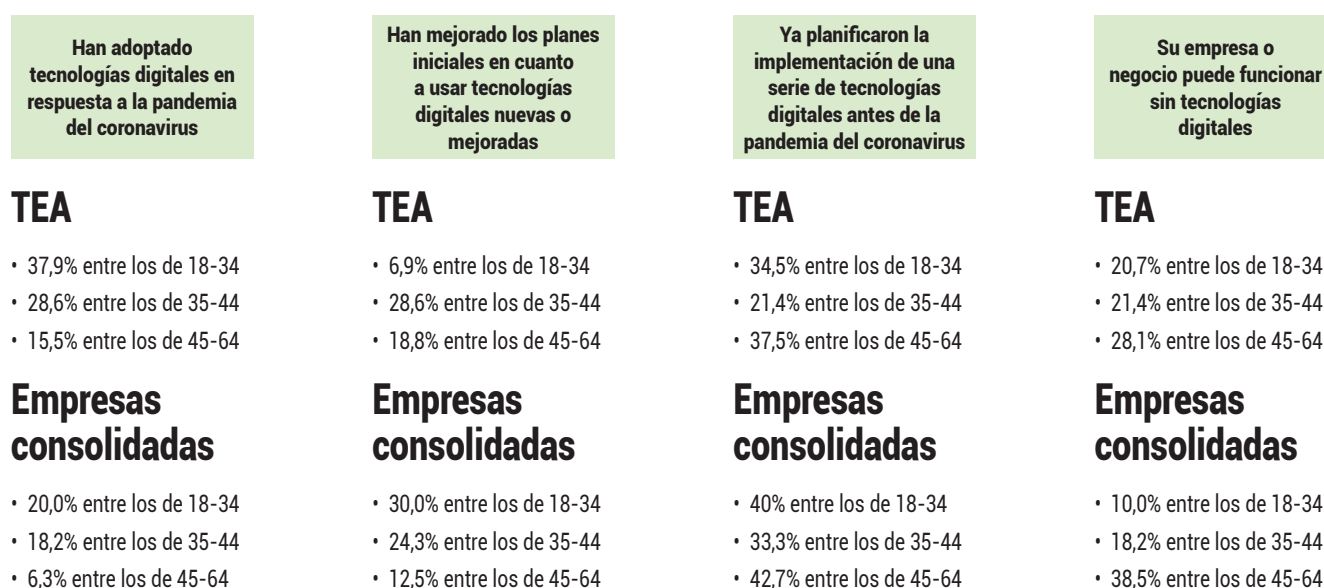 Han adoptado
tecnologías digitales en
respuesta a la pandemia
del coronavirus
TEA
• 37,9% entre los de 18-34
• 28,6% entre los de 35-44
• 15,5% entre los de 45-64
Empresas
consolidadas
• 20,0% entre los de 18-34
• 18,2% entre los de 35-44
• 6,3% entre los de 45-64
Han mejorado los planes
iniciales en cuanto
a usar tecnologías
digitales nuevas o
mejoradas
TEA
• 6,9% entre los de 18-34
• 28,6% entre los de 35-44
• 18,8% entre los de 45-64
Empresas
consolidadas
• 30,0% entre los de 18-34
• 24,3% entre los de 35-44
• 12,5% entre los de 45-64
Ya planificaron la
implementación de una
serie de tecnologías
digitales antes de la
pandemia del coronavirus
TEA
• 34,5% entre los de 18-34
• 21,4% entre los de 35-44
• 37,5% entre los de 45-64
Empresas
consolidadas
• 40% entre los de 18-34
• 33,3% entre los de 35-44
• 42,7% entre los de 45-64
Su empresa o
negocio puede funcionar
sin tecnologías
digitales
TEA
• 20,7% entre los de 18-34
• 21,4% entre los de 35-44
• 28,1% entre los de 45-64
Empresas
consolidadas
• 10,0% entre los de 18-34
• 18,2% entre los de 35-44
• 38,5% entre los de 45-64